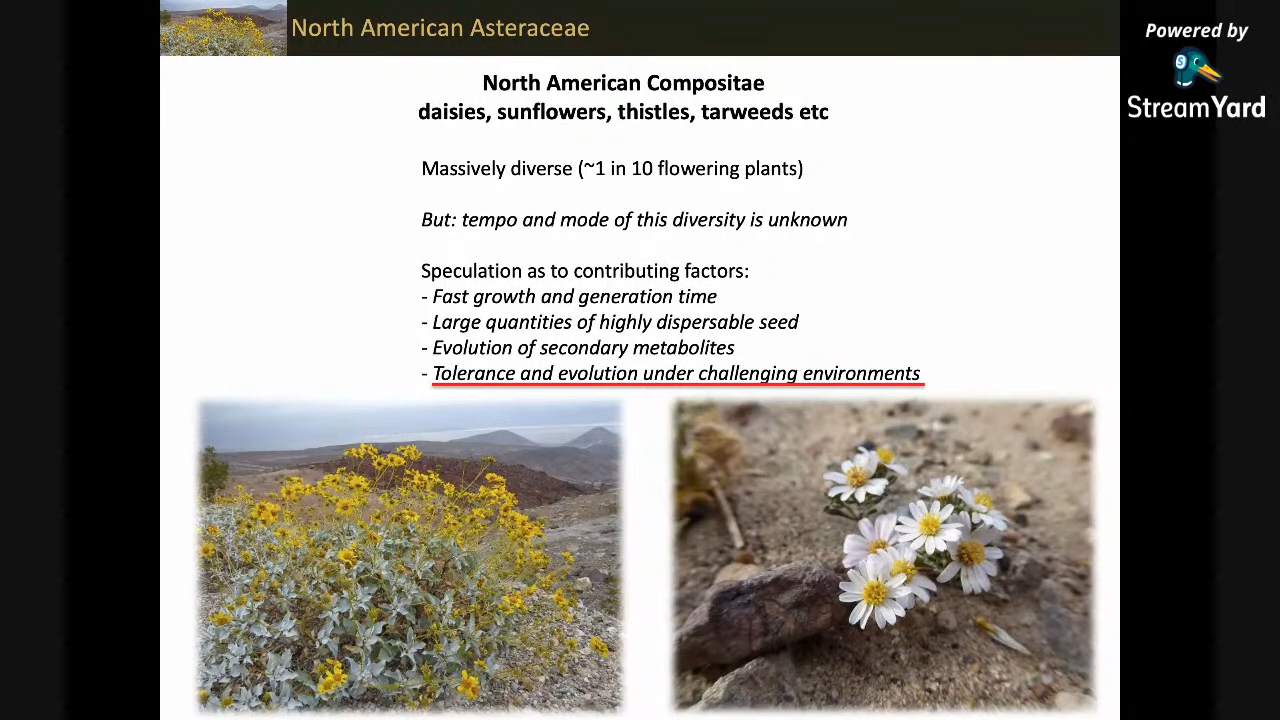 North American Asteraceae
Powered by
StreamYard
North American Compositae
daisies, sunflowers, thistles, tarweeds etc
Massively diverse (~1 in 10 flowering plants)
But: tempo and mode of this diversity is unknown
Speculation as to contributing factors:
- Fast growth and generation time
- Large quantities of highly dispersable seed
- Evolution of secondary metabolites
- Tolerance and evolution under challenging environments